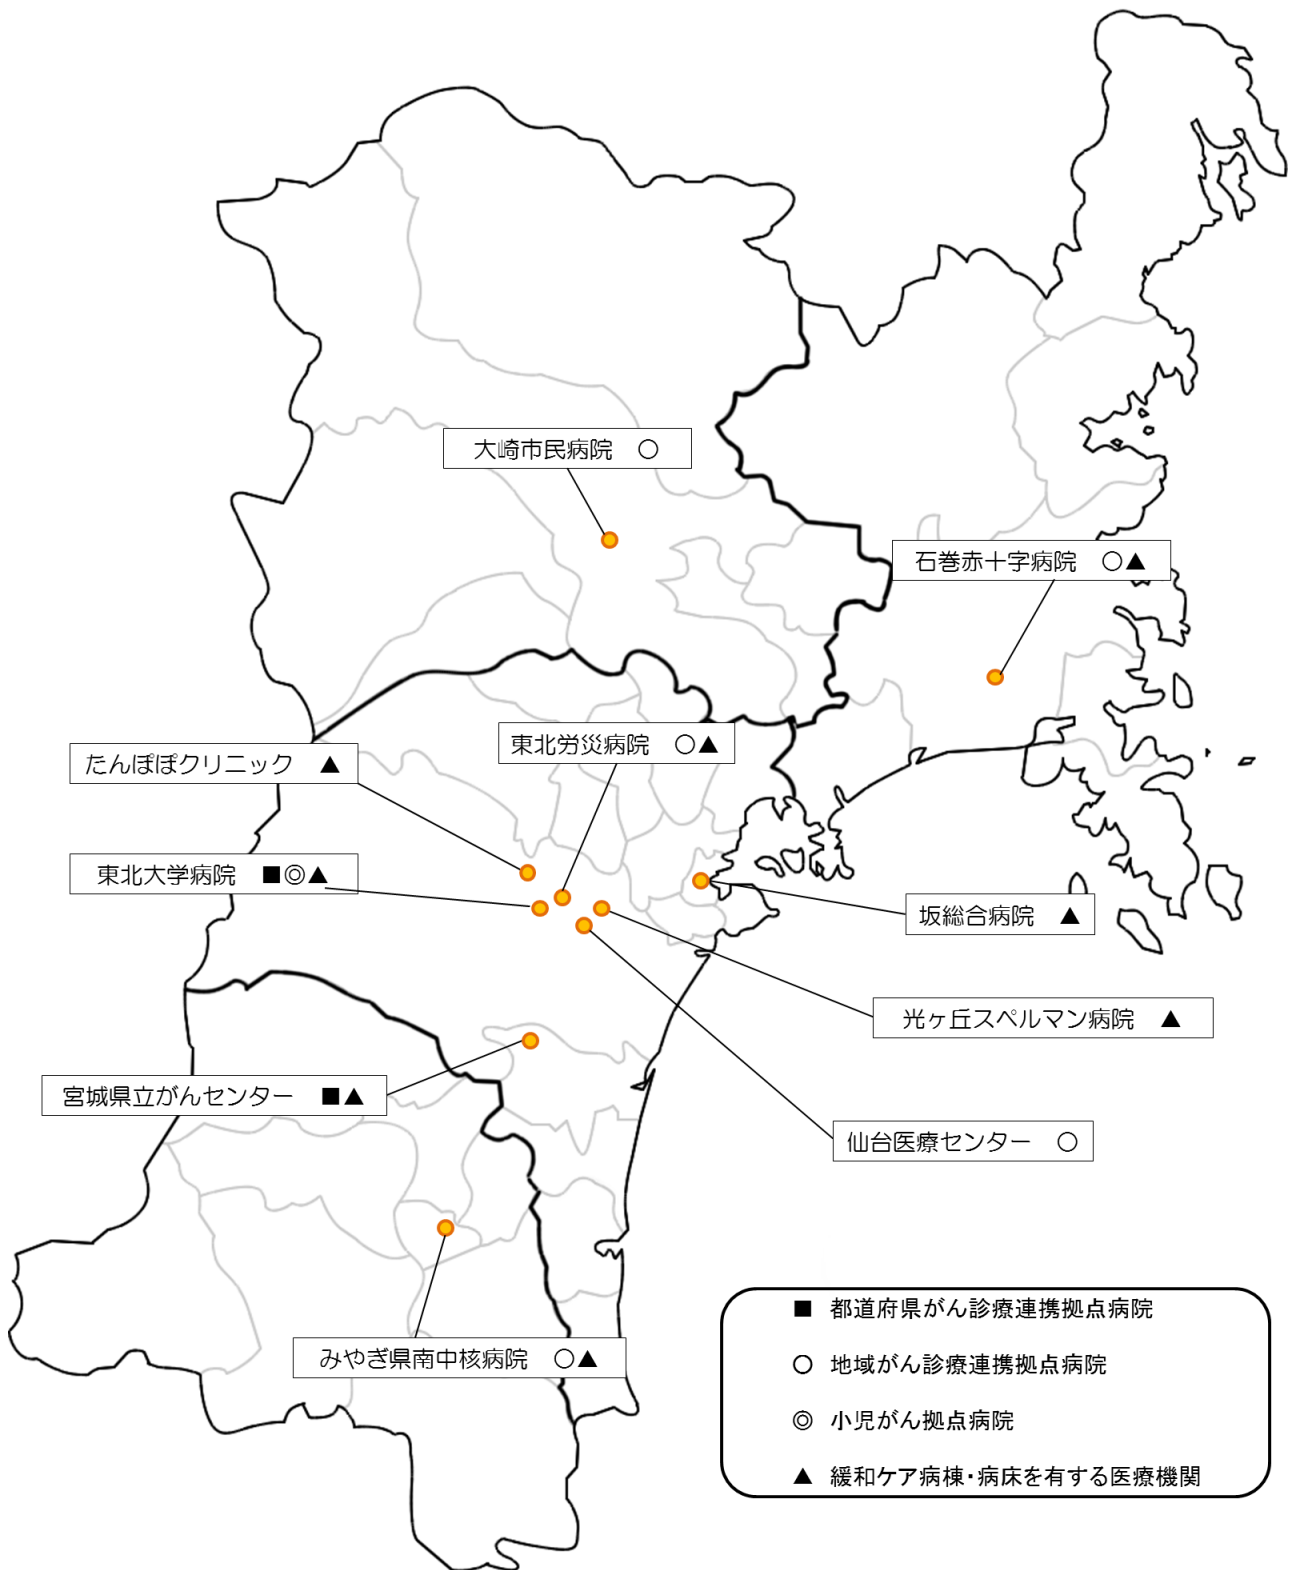 大崎市民病院 ○
石巻赤十字病院 ○▲
東北労災病院 ○▲
たんぽぽクリニック ▲
東北大学病院 ■◎▲
坂総合病院 ▲
光ヶ丘スペルマン病院 ▲
宮城県立がんセンター ■▲
仙台医療センター ○
みやぎ県南中核病院 ○▲
■ 都道府県がん診療連携拠点病院
○ 地域がん診療連携拠点病院
◎ 小児がん拠点病院
▲ 緩和ケア病棟・病床を有する医療機関